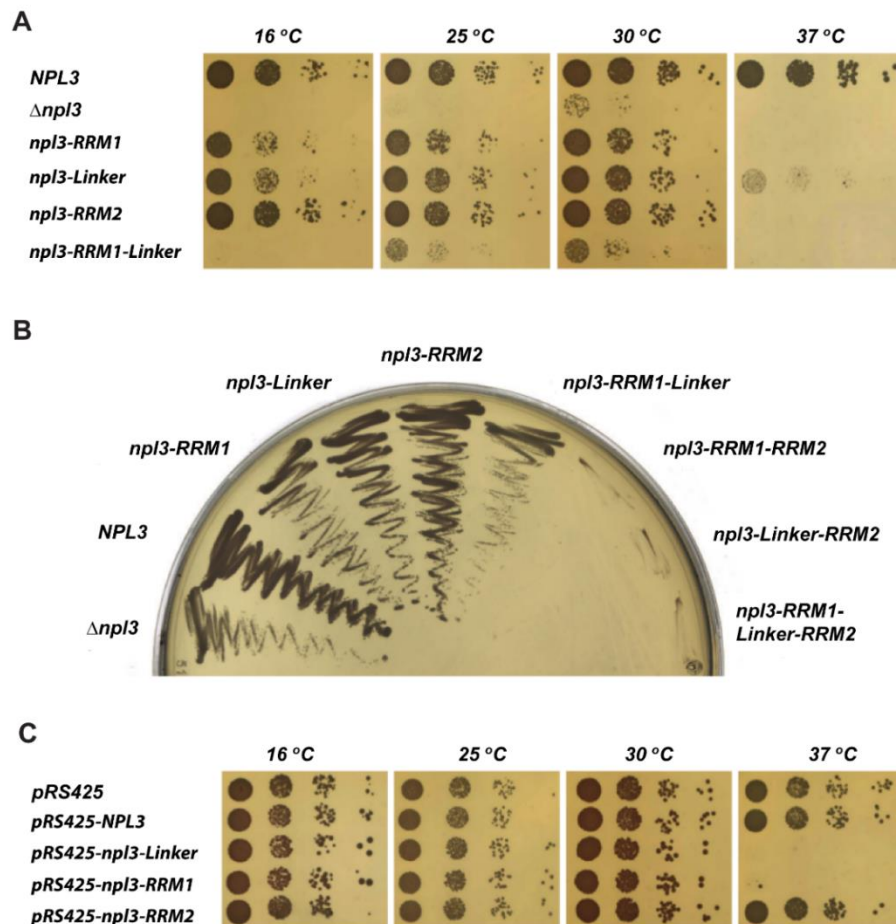 A
16 °C 25 °C 30 °C 37 °C
NPL3
Δnpl3
npl3-RRM1
npl3-Linker
npl3-RRM2
npl3-RRM1-Linker
B
npl3-RRM2
npl3-Linker
npl3-RRM1-Linker
npl3-RRM1
npl3-RRM1-RRM2
NPL3
npl3-Linker-RRM2
Δnpl3
npl3-RRM1-
Linker-RRM2
C
16 °C 25 °C 30 °C 37 °C
pRS425
pRS425-NPL3
pRS425-npl3-Linker
pRS425-npl3-RRM1
pRS425-npl3-RRM2